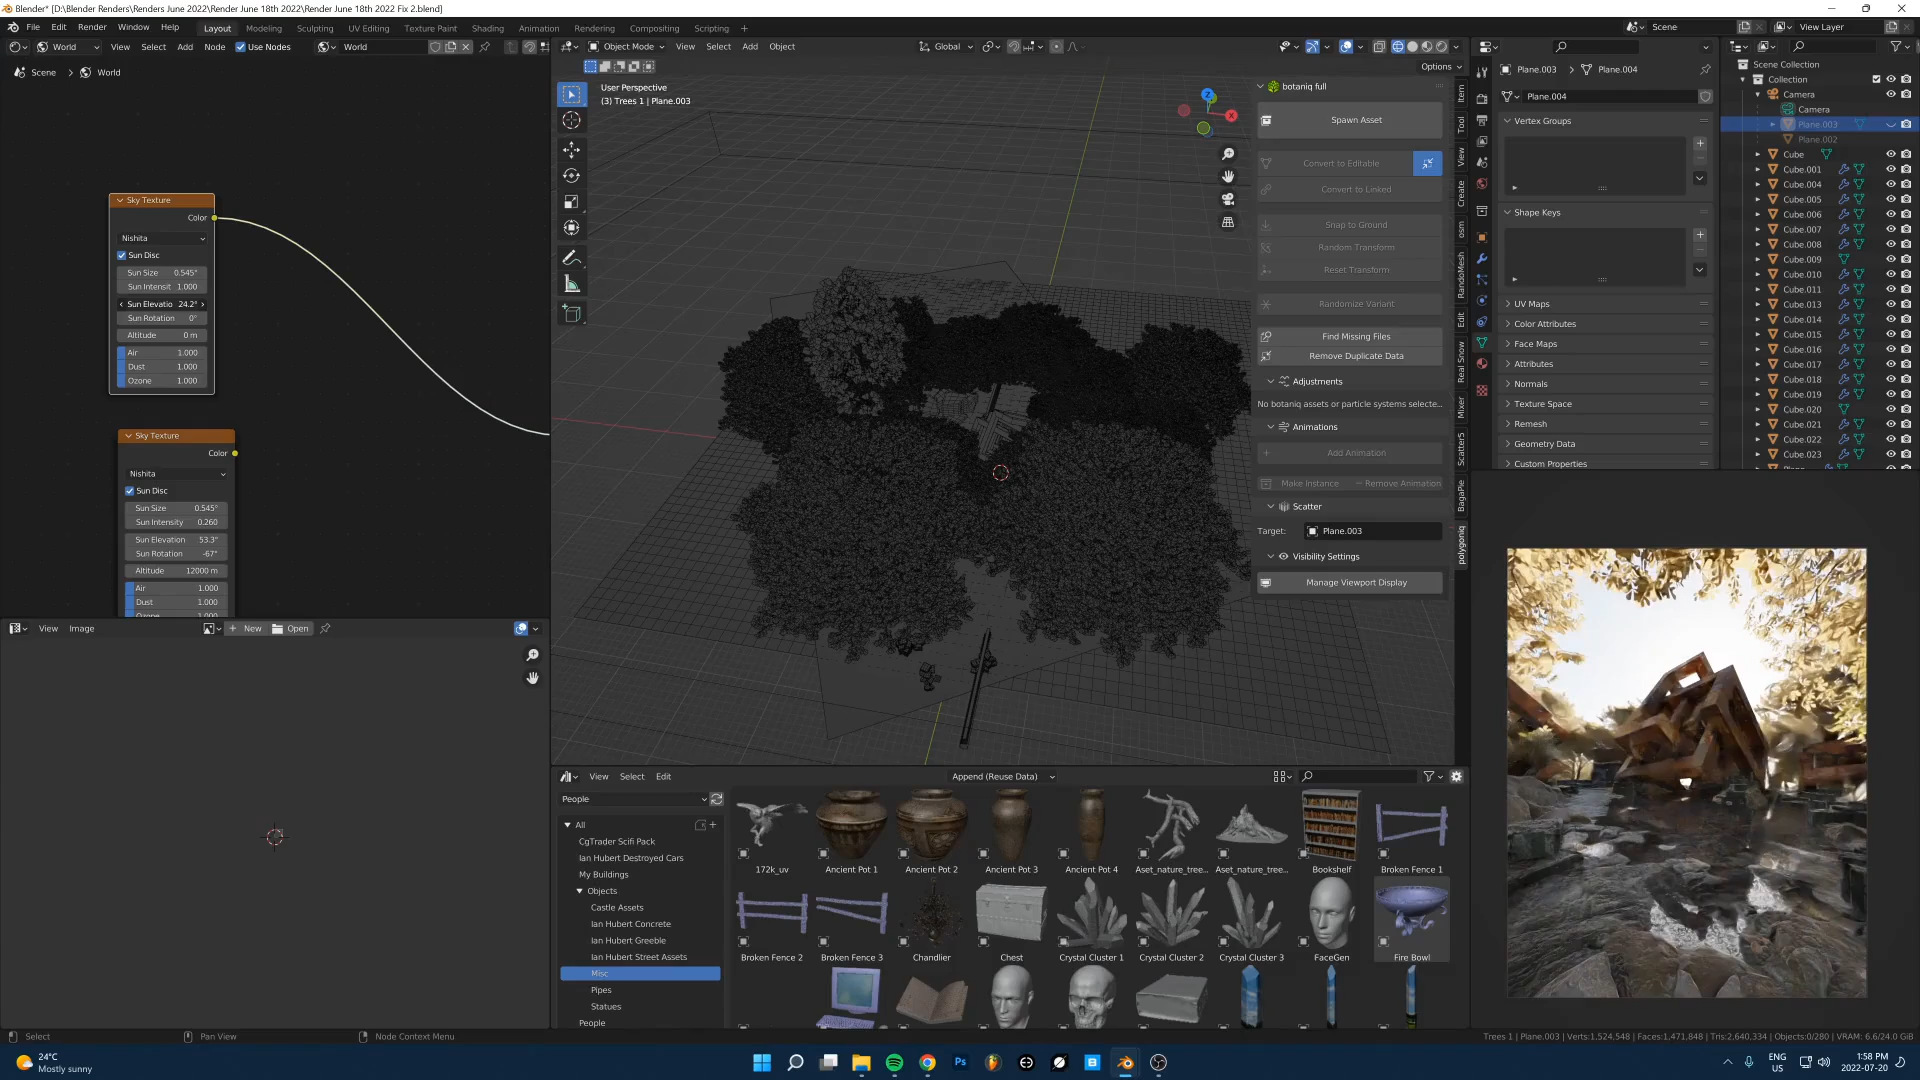 Blender* [D:\Blender Renders\Renders June 2022\Render June 18th 2022\Render June 18th 2022 Fix 2.blend]
File Edit Render Window Help Layout Modeling Sculpting UV Editing Texture Paint Shading Animation Rendering Compositing Scripting
Scene View Layer
World View Select Add Node Use Nodes World
Scene > World
Sky Texture
Color
Nishita
Sun Disc
Sun Size 0.545°
Sun Intensit 1.000
Sun Elevatio 24.2°
Sun Rotation 0°
Altitude 0 m
Air 1.000
Dust 1.000
Ozone 1.000
Sky Texture
Color
Nishita
Sun Disc
Sun Size 0.545°
Sun Intensity 0.260
Sun Elevation 53.3°
Sun Rotation -67°
Altitude 12000 m
Air 1.000
Dust 1.000
Ozone 1.000
View Image New Open
Object Mode View Select Add Object Global
Options
User Perspective
(3) Trees 1 | Plane.003
Z
X
botaniq full
Spawn Asset
Convert to Editable
Convert to Linked
Snap to Ground
Random Transform
Reset Transform
Randomize Variant
Find Missing Files
Remove Duplicate Data
Adjustments
No botaniq assets or particle systems selecte...
Animations
Add Animation
Make Instance Remove Animation
Scatter
Target: Plane.003
Visibility Settings
Manage Viewport Display
Item
Tool
View
Create
osm
RandoMesh
Edit
Real Snow
Mixer
Scatter5
BagaPie
polygoniq
View Select Edit Append (Reuse Data)
People
All
CgTrader Scifi Pack
Ian Hubert Destroyed Cars
My Buildings
Objects
Castle Assets
Ian Hubert Concrete
Ian Hubert Greeble
Ian Hubert Street Assets
Misc
Pipes
Statues
People
172k_uv Ancient Pot 1 Ancient Pot 2 Ancient Pot 3 Ancient Pot 4 Aset_nature_tree... Aset_nature_tree... Bookshelf Broken Fence 1
Broken Fence 2 Broken Fence 3 Chandlier Chest Crystal Cluster 1 Crystal Cluster 2 Crystal Cluster 3 FaceGen Fire Bowl
Plane.003 > Plane.004
Plane.004
Vertex Groups
Shape Keys
UV Maps
Color Attributes
Face Maps
Attributes
Normals
Texture Space
Remesh
Geometry Data
Custom Properties
Scene Collection
Collection
Camera
Camera
Plane.003
Plane.002
Cube
Cube.001
Cube.004
Cube.005
Cube.006
Cube.007
Cube.008
Cube.009
Cube.010
Cube.011
Cube.013
Cube.014
Cube.015
Cube.016
Cube.017
Cube.018
Cube.019
Cube.020
Cube.021
Cube.022
Cube.023
Select Pan View Node Context Menu
Trees 1 | Plane.003 | Verts:1,524,548 | Faces:1,471,848 | Tris:2,640,334 | Objects:0/280 | VRAM: 6.6/24.0 GiB
24°C
Mostly sunny
Ps
B
ENG
US
1:58 PM
2022-07-20